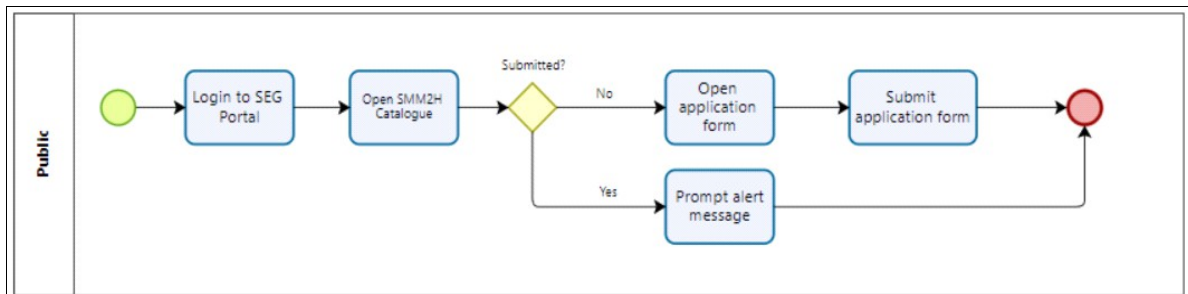 Public
Login to SEG
Portal
Open SMM2H
Catalogue
Submitted?
No
Open
application
form
Submit
application form
Yes
Prompt alert
message